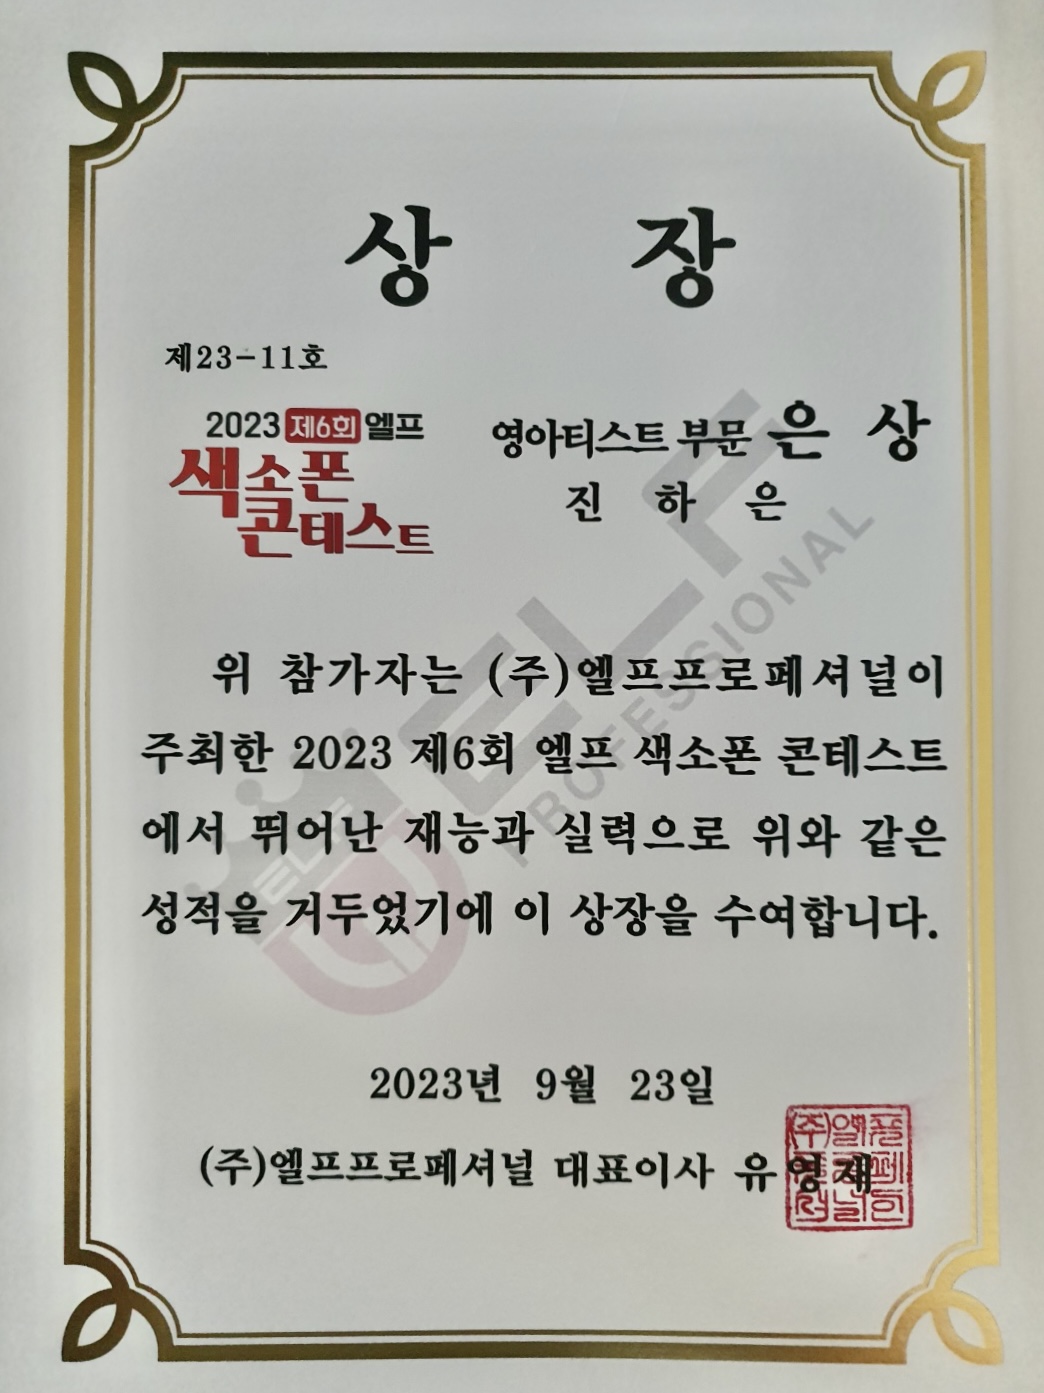 상 장
제23-11호
2023 제6회 엘프
색소폰
콘테스트
영아티스트 부문 은 상
진 하 은
위 참가자는 (주)엘프프로페셔널이
주최한 2023 제6회 엘프 색소폰 콘테스트
에서 뛰어난 재능과 실력으로 위와 같은
성적을 거두었기에 이 상장을 수여합니다.
ELF
PROFESSIONAL
ELF
2023년 9월 23일
(주)엘프프로페셔널 대표이사 유영재